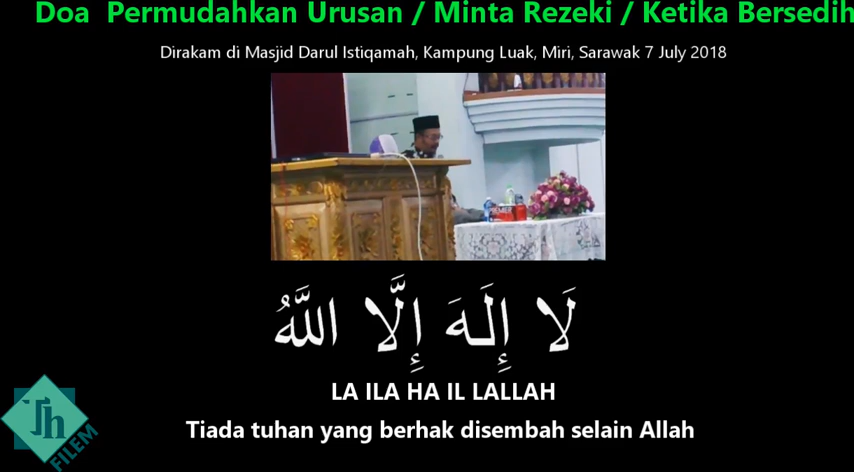 Doa Permudahkan Urusan / Minta Rezeki / Ketika Bersedih
Dirakam di Masjid Darul Istiqamah, Kampung Luak, Miri, Sarawak 7 July 2018
لَا إِلَهَ إِلَّا اللَّهُ
LA ILA HA IL LALLAH
Tiada tuhan yang berhak disembah selain Allah
Th
FILEM